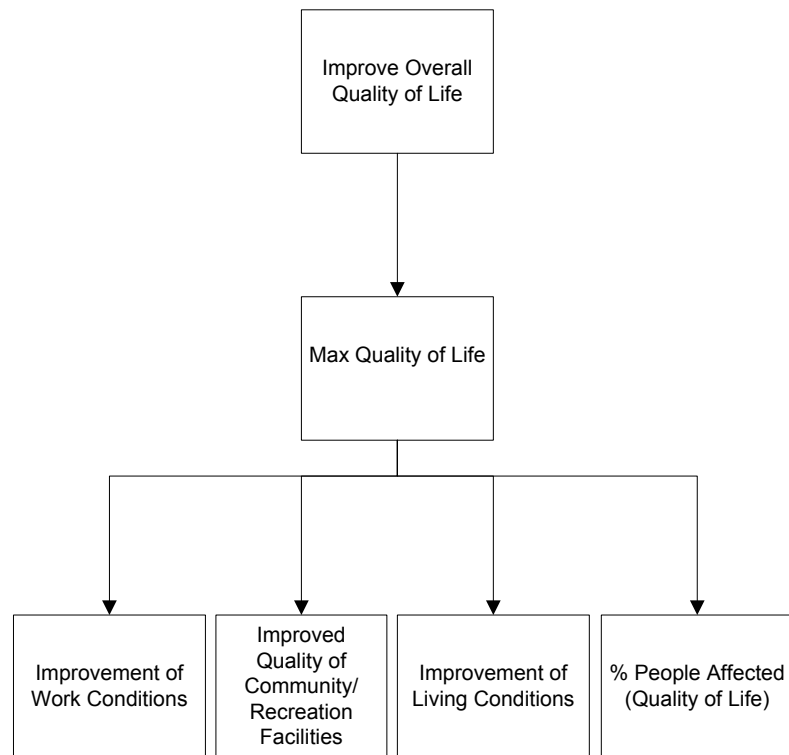 Improve Overall
Quality of Life
Max Quality of Life
Improvement of
Work Conditions
Improved
Quality of
Community/
Recreation
Facilities
Improvement of
Living Conditions
% People Affected
(Quality of Life)